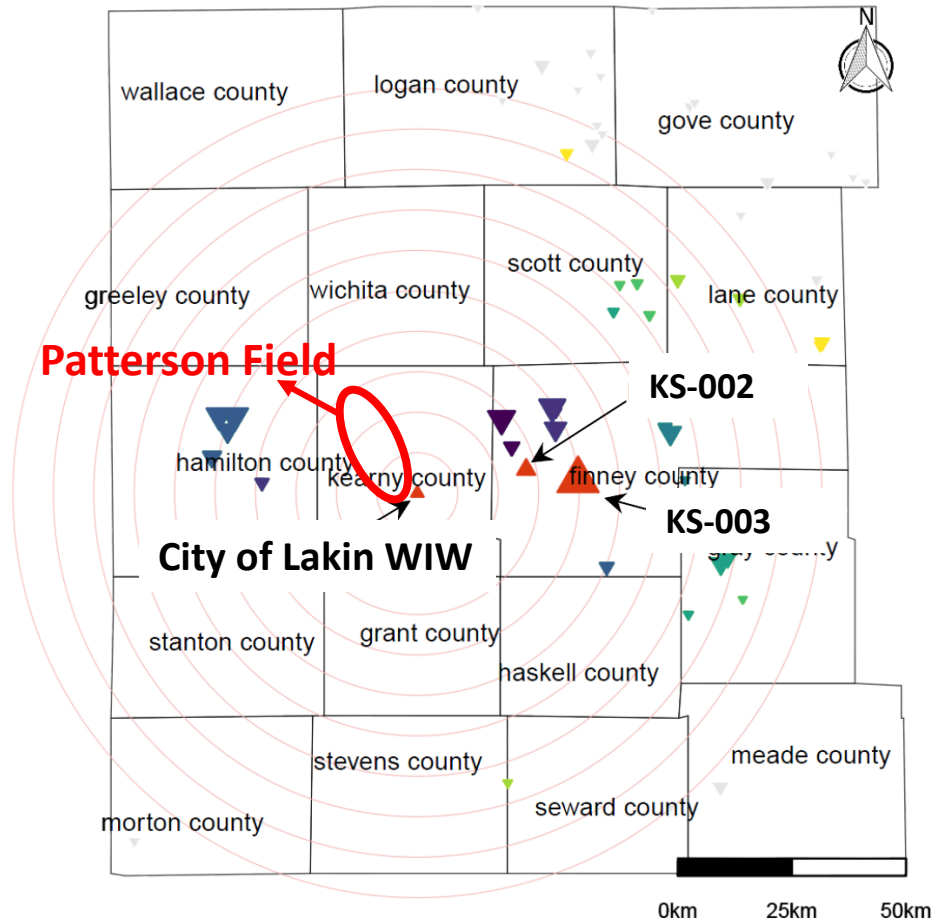 N
wallace county
logan county
gove county
scott county
greeley county
wichita county
lane county
Patterson Field
KS-002
hamilton county
kearny county
finney county
KS-003
City of Lakin WIW
gray county
stanton county
grant county
haskell county
stevens county
meade county
seward county
morton county
0km 25km 50km